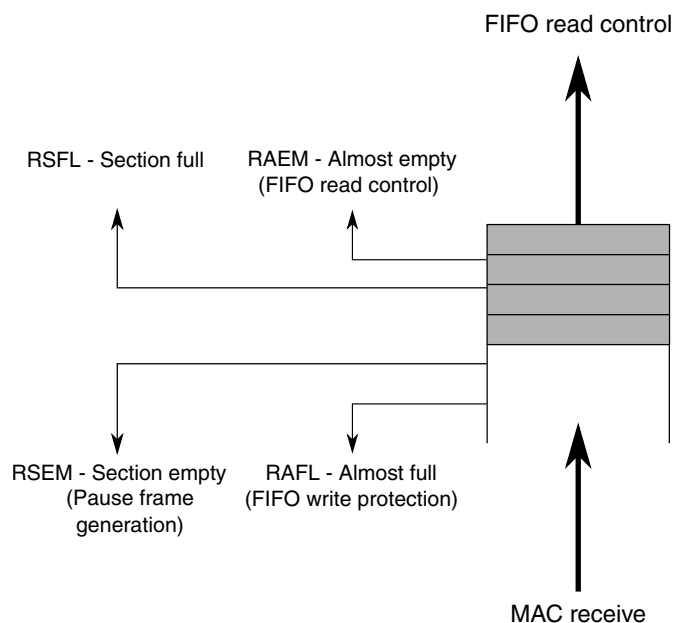 FIFO read control
RSFL - Section full
RAEM - Almost empty
(FIFO read control)
RSEM - Section empty
(Pause frame
generation)
RAFL - Almost full
(FIFO write protection)
MAC receive